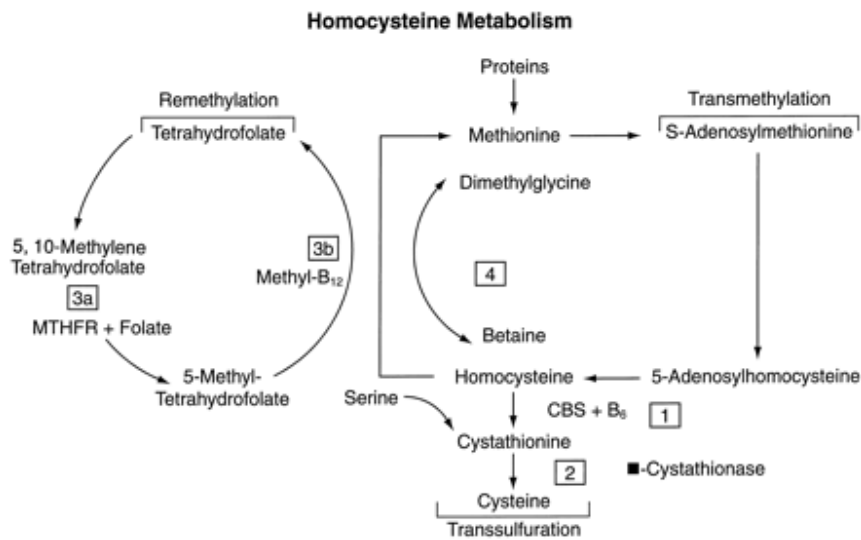 Homocysteine Metabolism
Proteins
Remethylation
Transmethylation
Tetrahydrofolate
Methionine
S-Adenosylmethionine
Dimethylglycine
5, 10-Methylene
Tetrahydrofolate
3b
Methyl-B₁₂
4
3a
MTHFR + Folate
Betaine
5-Methyl-
Tetrahydrofolate
Homocysteine
5-Adenosylhomocysteine
Serine
CBS + B₆
1
Cystathionine
2
■-Cystathionase
Cysteine
Transsulfuration